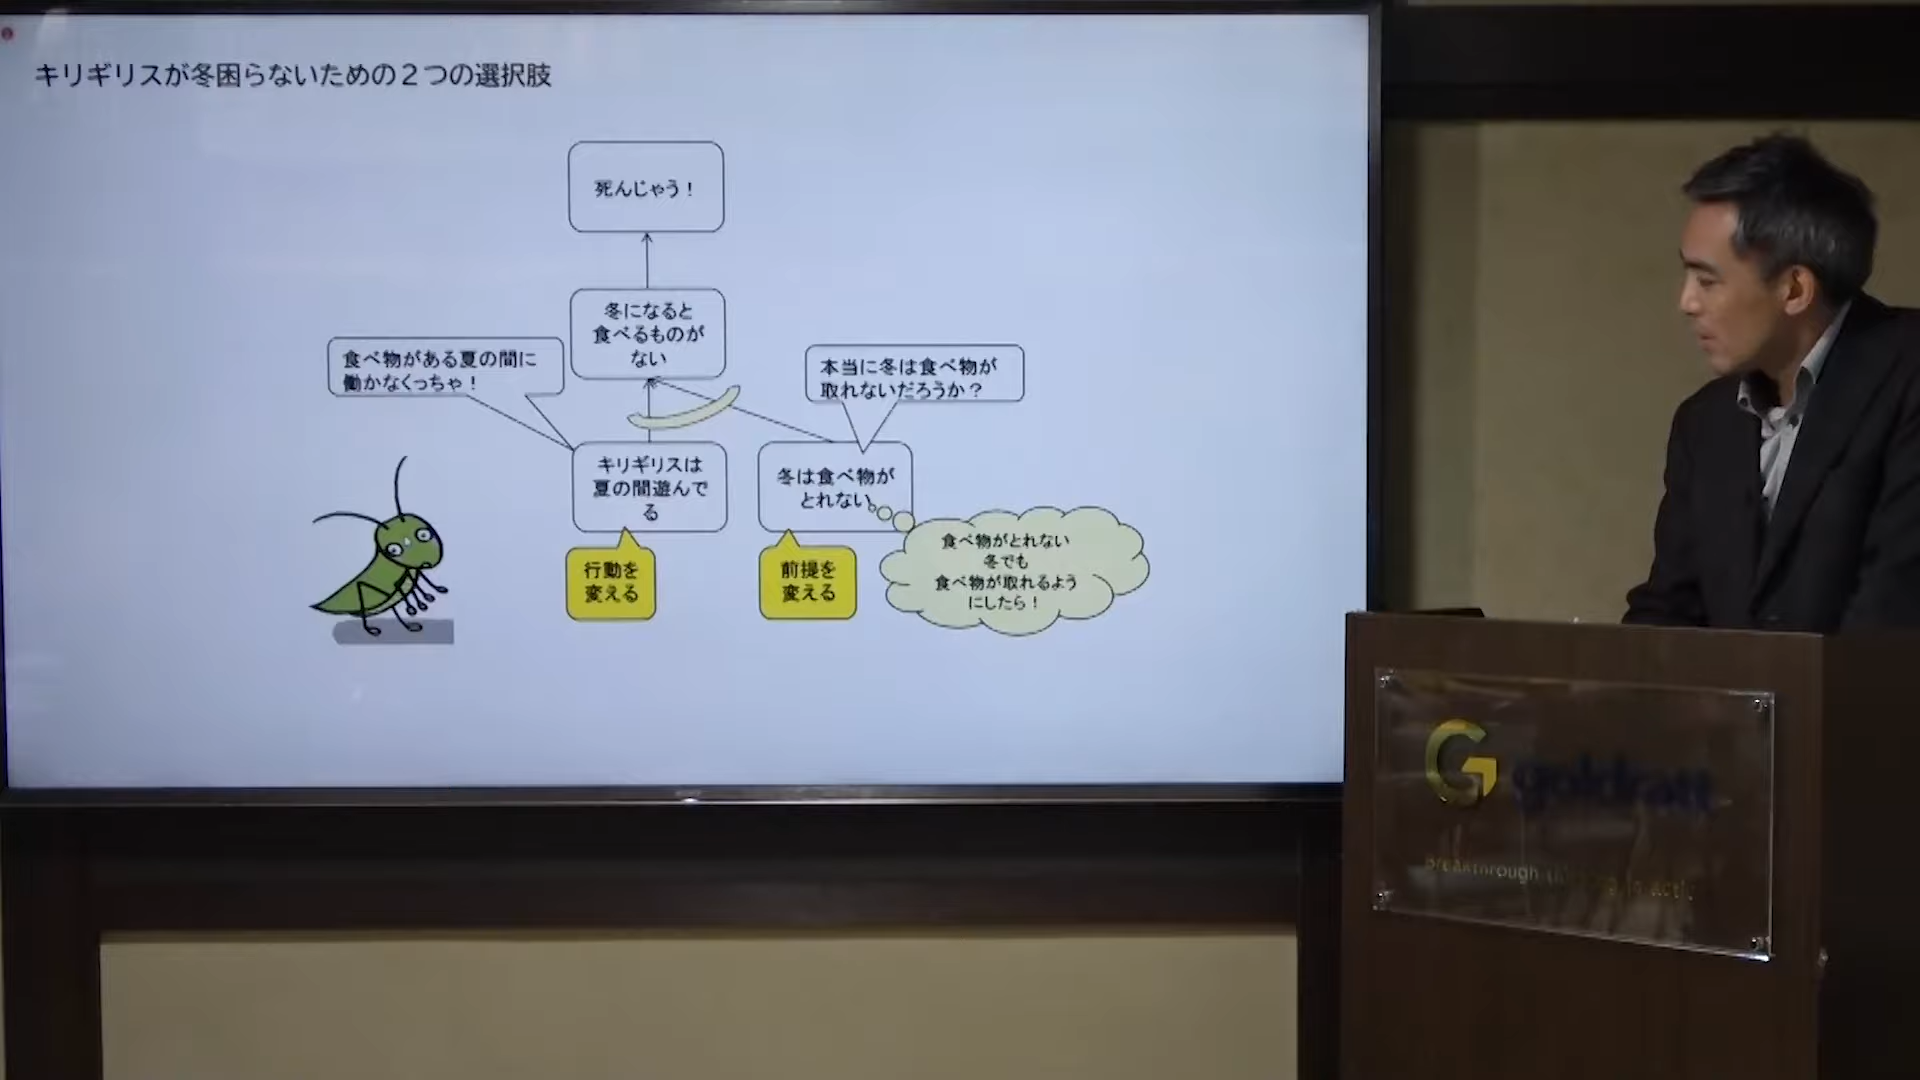 キリギリスが冬困らないための２つの選択肢
死んじゃう！
冬になると
食べるものが
ない
食べ物がある夏の間に
働かなくっちゃ！
本当に冬は食べ物が
取れないだろうか？
キリギリスは
夏の間遊んで
る
冬は食べ物が
とれない
行動を
変える
前提を
変える
食べ物がとれない
冬でも
食べ物が取れるよう
にしたら！
G goldratt
Breakthrough